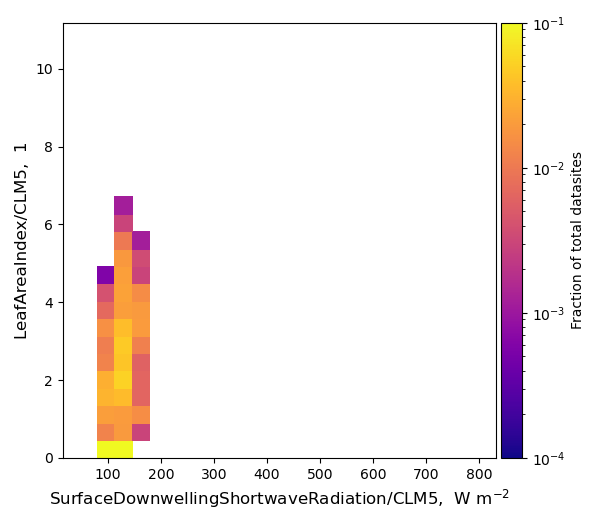 LeafAreaIndex/CLM5,  1
10
8
6
4
2
0
100 200 300 400 500 600 700 800
SurfaceDownwellingShortwaveRadiation/CLM5,  W m⁻²
10⁻¹
10⁻²
10⁻³
10⁻⁴
Fraction of total datasites